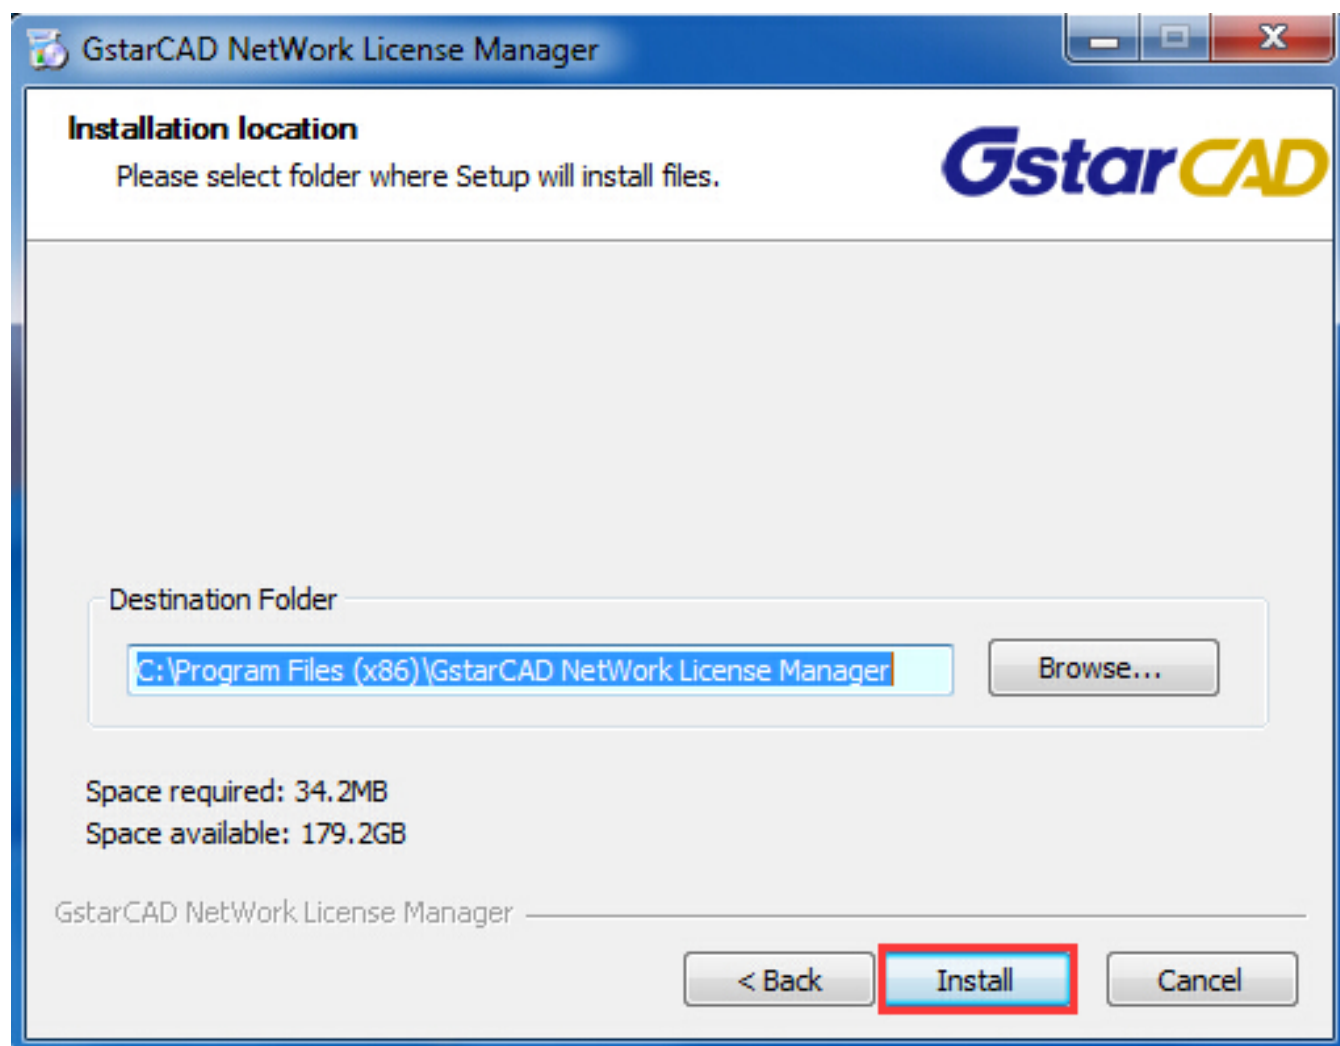 GstarCAD NetWork License Manager
Installation location
Please select folder where Setup will install files.
GstarCAD
Destination Folder
C:\Program Files (x86)\GstarCAD NetWork License Manager
Browse...
Space required: 34.2MB
Space available: 179.2GB
GstarCAD NetWork License Manager
< Back
Install
Cancel